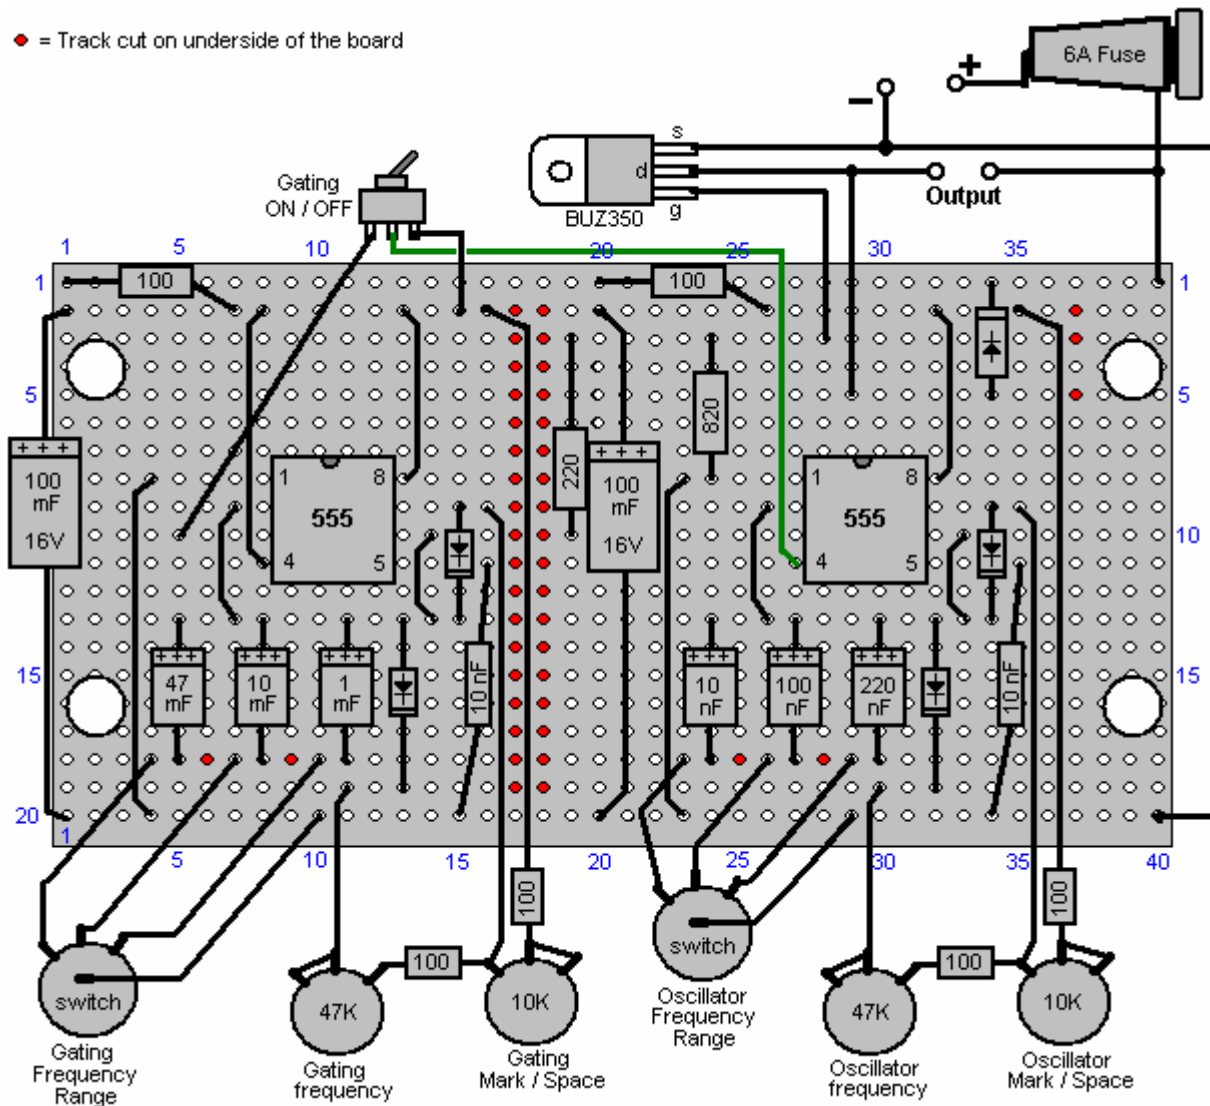 = Track cut on underside of the board
6A Fuse
+
−
s
d
g
BUZ350
Output
Gating
ON / OFF
1 5 10 20 25 30 35
1 100 100 1
5 5
+ + +
100
mF
16V
1 8
555
4 5
220
+ + +
100
mF
16V
820
1 8
555
4 5
10
15 15
+++
47
mF
+++
10
mF
+++
1
mF
10 nF
+++
10
nF
+++
100
nF
+++
220
nF
10 nF
20 1
5 10 15 20 25 30 35 40
100
100
switch
Gating
Frequency
Range
47K
Gating
frequency
100
10K
Gating
Mark / Space
switch
Oscillator
Frequency
Range
47K
Oscillator
frequency
100
10K
Oscillator
Mark / Space